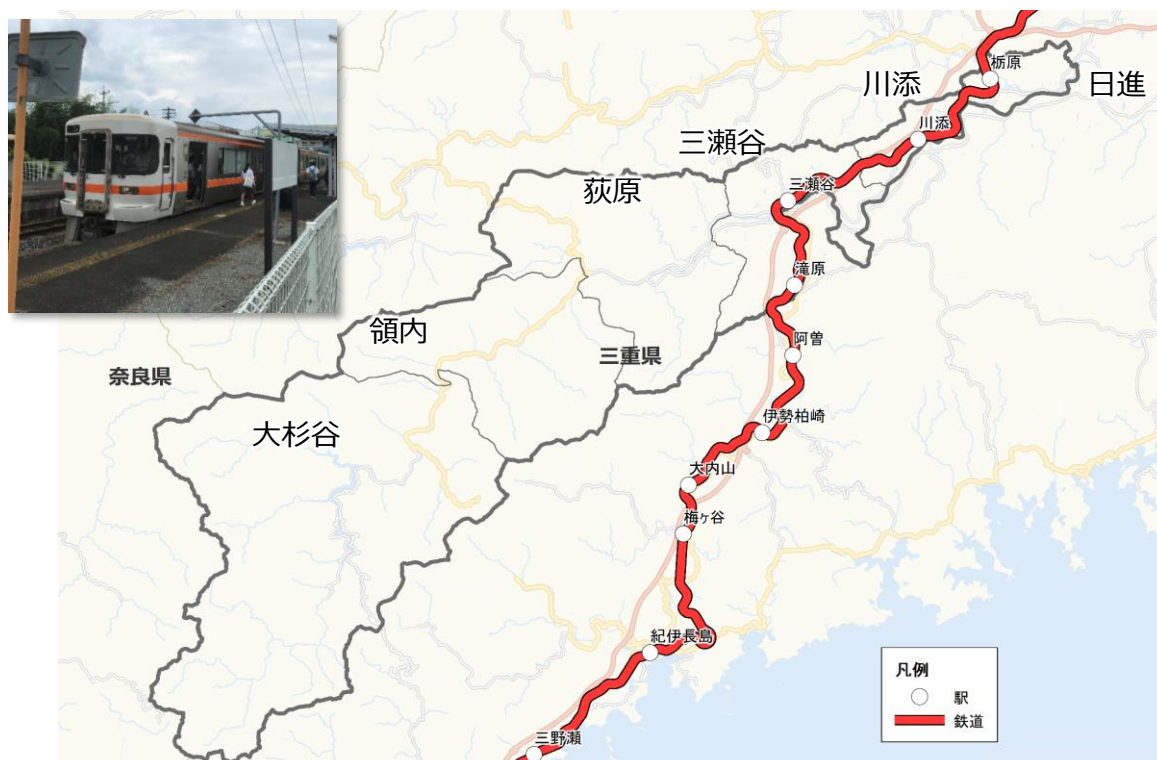 栃原
川添
日進
川添
三瀬谷
三瀬谷
荻原
滝原
領内
阿曽
三重県
奈良県
大杉谷
伊勢柏崎
大内山
梅ヶ谷
紀伊長島
三野瀬
凡例
駅
鉄道